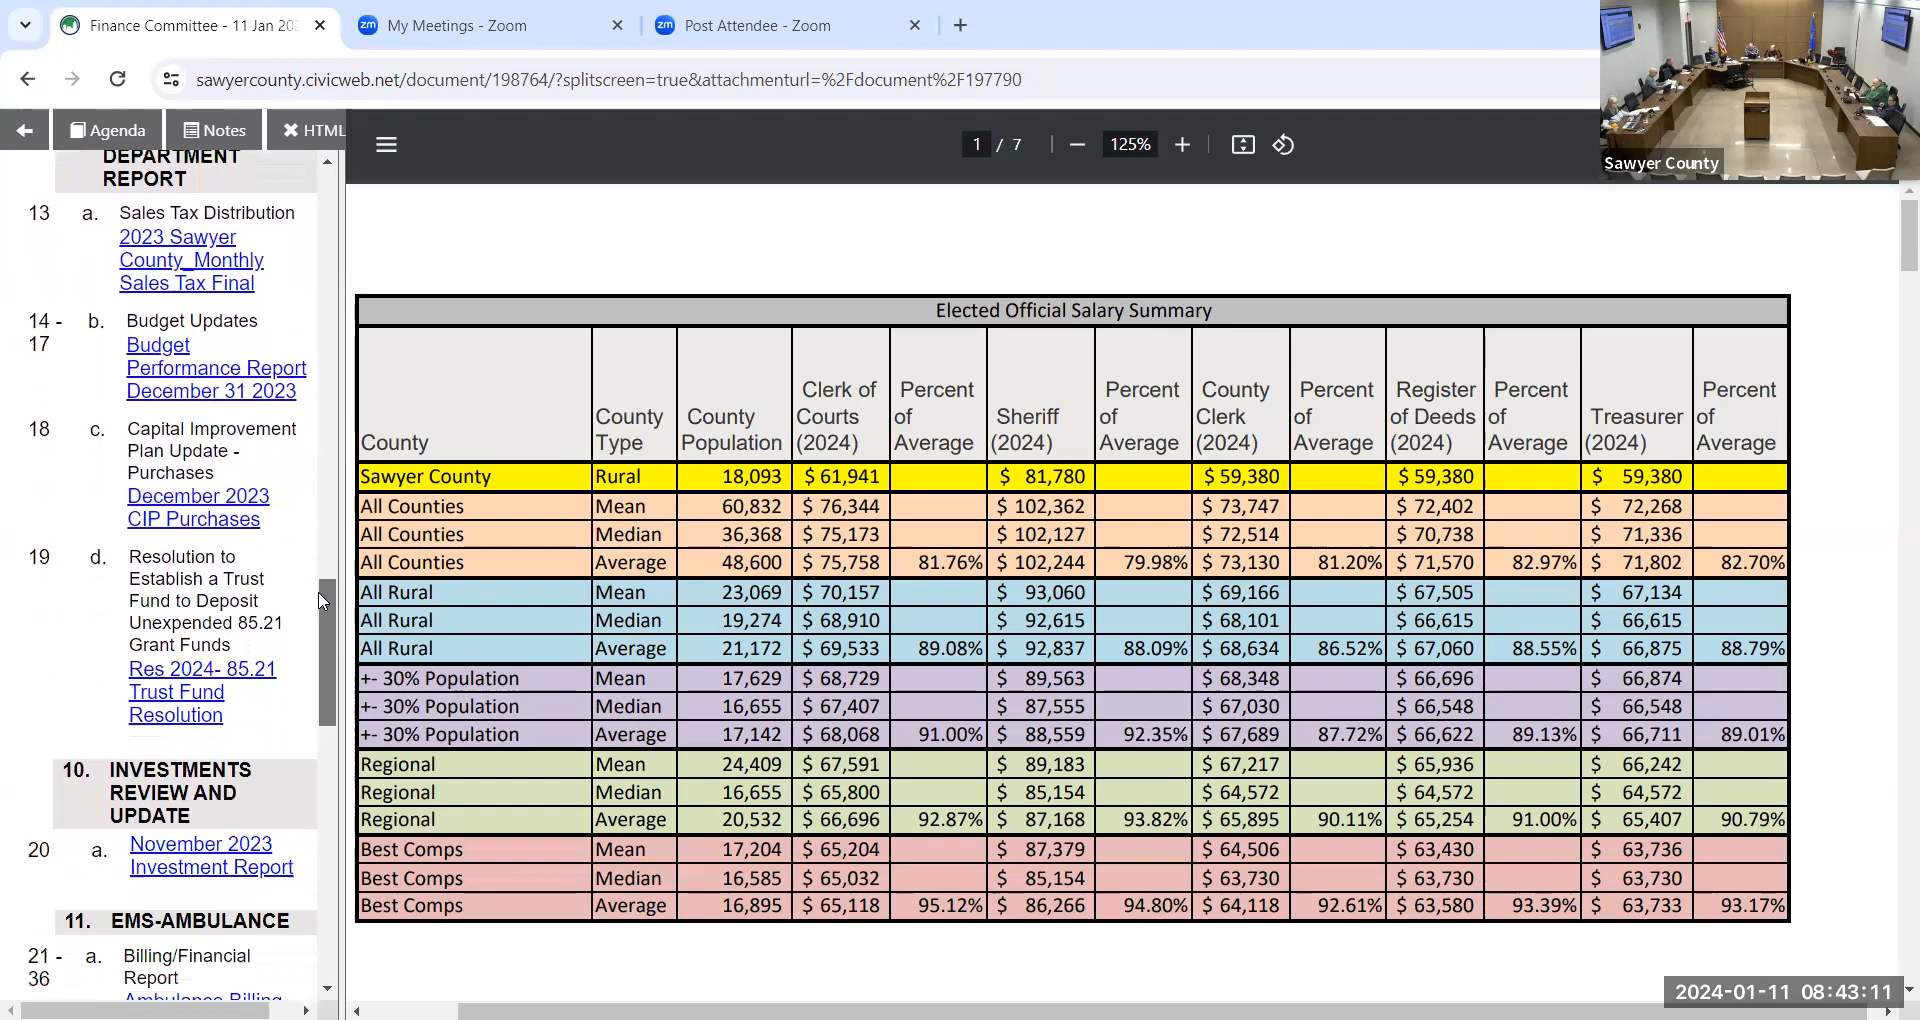 Finance Committee - 11 Jan 202
My Meetings - Zoom
Post Attendee - Zoom
sawyercounty.civicweb.net/document/198764/?splitscreen=true&attachmenturl=%2Fdocument%2F197790
Agenda
Notes
HTML
1 / 7
125%
Sawyer County
DEPARTMENT
REPORT
13 a. Sales Tax Distribution
2023 Sawyer
County_Monthly
Sales Tax Final
14 - b. Budget Updates
17 Budget
Performance Report
December 31 2023
18 c. Capital Improvement
Plan Update -
Purchases
December 2023
CIP Purchases
19 d. Resolution to
Establish a Trust
Fund to Deposit
Unexpended 85.21
Grant Funds
Res 2024- 85.21
Trust Fund
Resolution
10. INVESTMENTS
REVIEW AND
UPDATE
20 a. November 2023
Investment Report
11. EMS-AMBULANCE
21 - a. Billing/Financial
36 Report
Ambulance Billing
Elected Official Salary Summary
County
County
Type
County
Population
Clerk of
Courts
(2024)
Percent
of
Average
Sheriff
(2024)
Percent
of
Average
County
Clerk
(2024)
Percent
of
Average
Register
of Deeds
(2024)
Percent
of
Average
Treasurer
(2024)
Percent
of
Average
Sawyer County Rural 18,093 $ 61,941 $ 81,780 $ 59,380 $ 59,380 $ 59,380
All Counties Mean 60,832 $ 76,344 $ 102,362 $ 73,747 $ 72,402 $ 72,268
All Counties Median 36,368 $ 75,173 $ 102,127 $ 72,514 $ 70,738 $ 71,336
All Counties Average 48,600 $ 75,758 81.76% $ 102,244 79.98% $ 73,130 81.20% $ 71,570 82.97% $ 71,802 82.70%
All Rural Mean 23,069 $ 70,157 $ 93,060 $ 69,166 $ 67,505 $ 67,134
All Rural Median 19,274 $ 68,910 $ 92,615 $ 68,101 $ 66,615 $ 66,615
All Rural Average 21,172 $ 69,533 89.08% $ 92,837 88.09% $ 68,634 86.52% $ 67,060 88.55% $ 66,875 88.79%
+- 30% Population Mean 17,629 $ 68,729 $ 89,563 $ 68,348 $ 66,696 $ 66,874
+- 30% Population Median 16,655 $ 67,407 $ 87,555 $ 67,030 $ 66,548 $ 66,548
+- 30% Population Average 17,142 $ 68,068 91.00% $ 88,559 92.35% $ 67,689 87.72% $ 66,622 89.13% $ 66,711 89.01%
Regional Mean 24,409 $ 67,591 $ 89,183 $ 67,217 $ 65,936 $ 66,242
Regional Median 16,655 $ 65,800 $ 85,154 $ 64,572 $ 64,572 $ 64,572
Regional Average 20,532 $ 66,696 92.87% $ 87,168 93.82% $ 65,895 90.11% $ 65,254 91.00% $ 65,407 90.79%
Best Comps Mean 17,204 $ 65,204 $ 87,379 $ 64,506 $ 63,430 $ 63,736
Best Comps Median 16,585 $ 65,032 $ 85,154 $ 63,730 $ 63,730 $ 63,730
Best Comps Average 16,895 $ 65,118 95.12% $ 86,266 94.80% $ 64,118 92.61% $ 63,580 93.39% $ 63,733 93.17%
2024-01-11 08:43:11